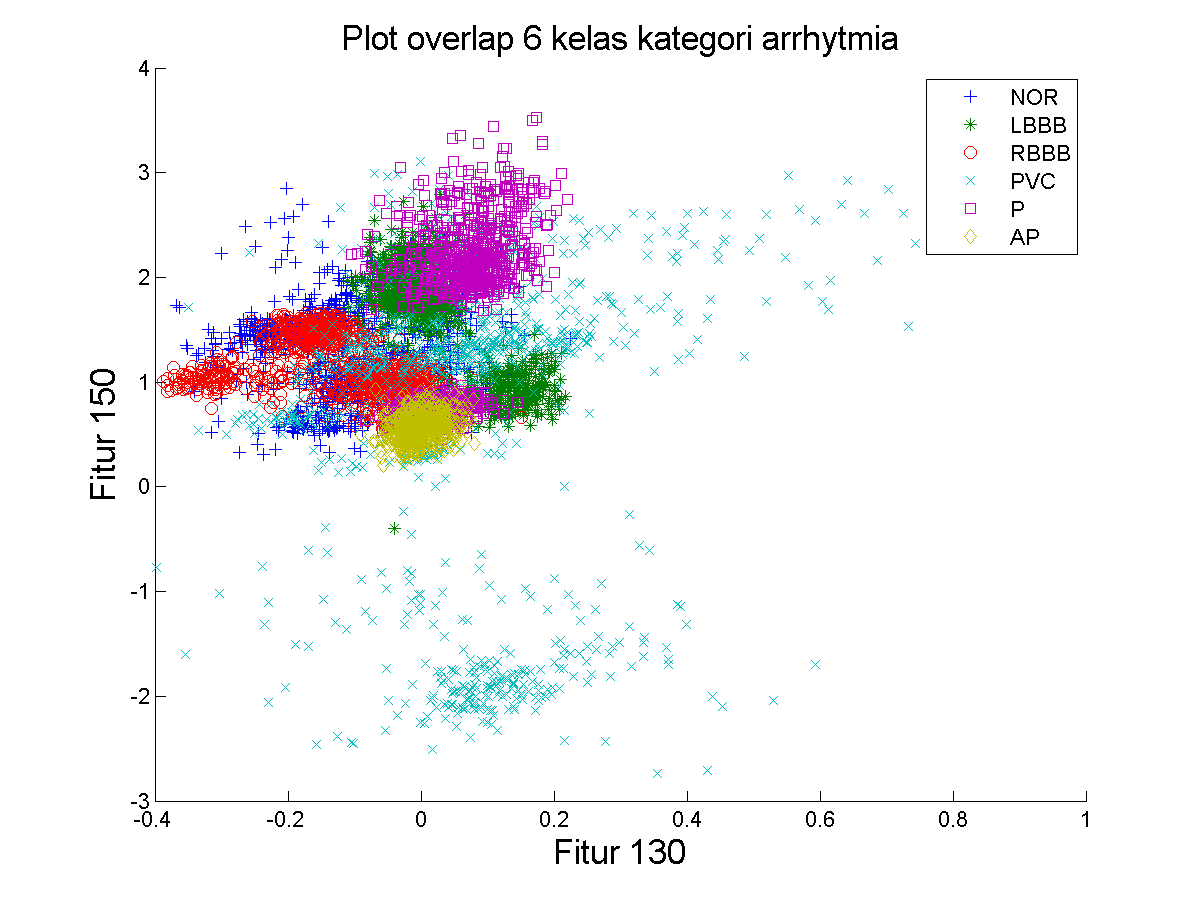 Plot overlap 6 kelas kategori arrhytmia
4
3
2
1
0
-1
-2
-3
Fitur 150
-0.4 -0.2 0 0.2 0.4 0.6 0.8 1
Fitur 130
NOR
LBBB
RBBB
PVC
P
AP